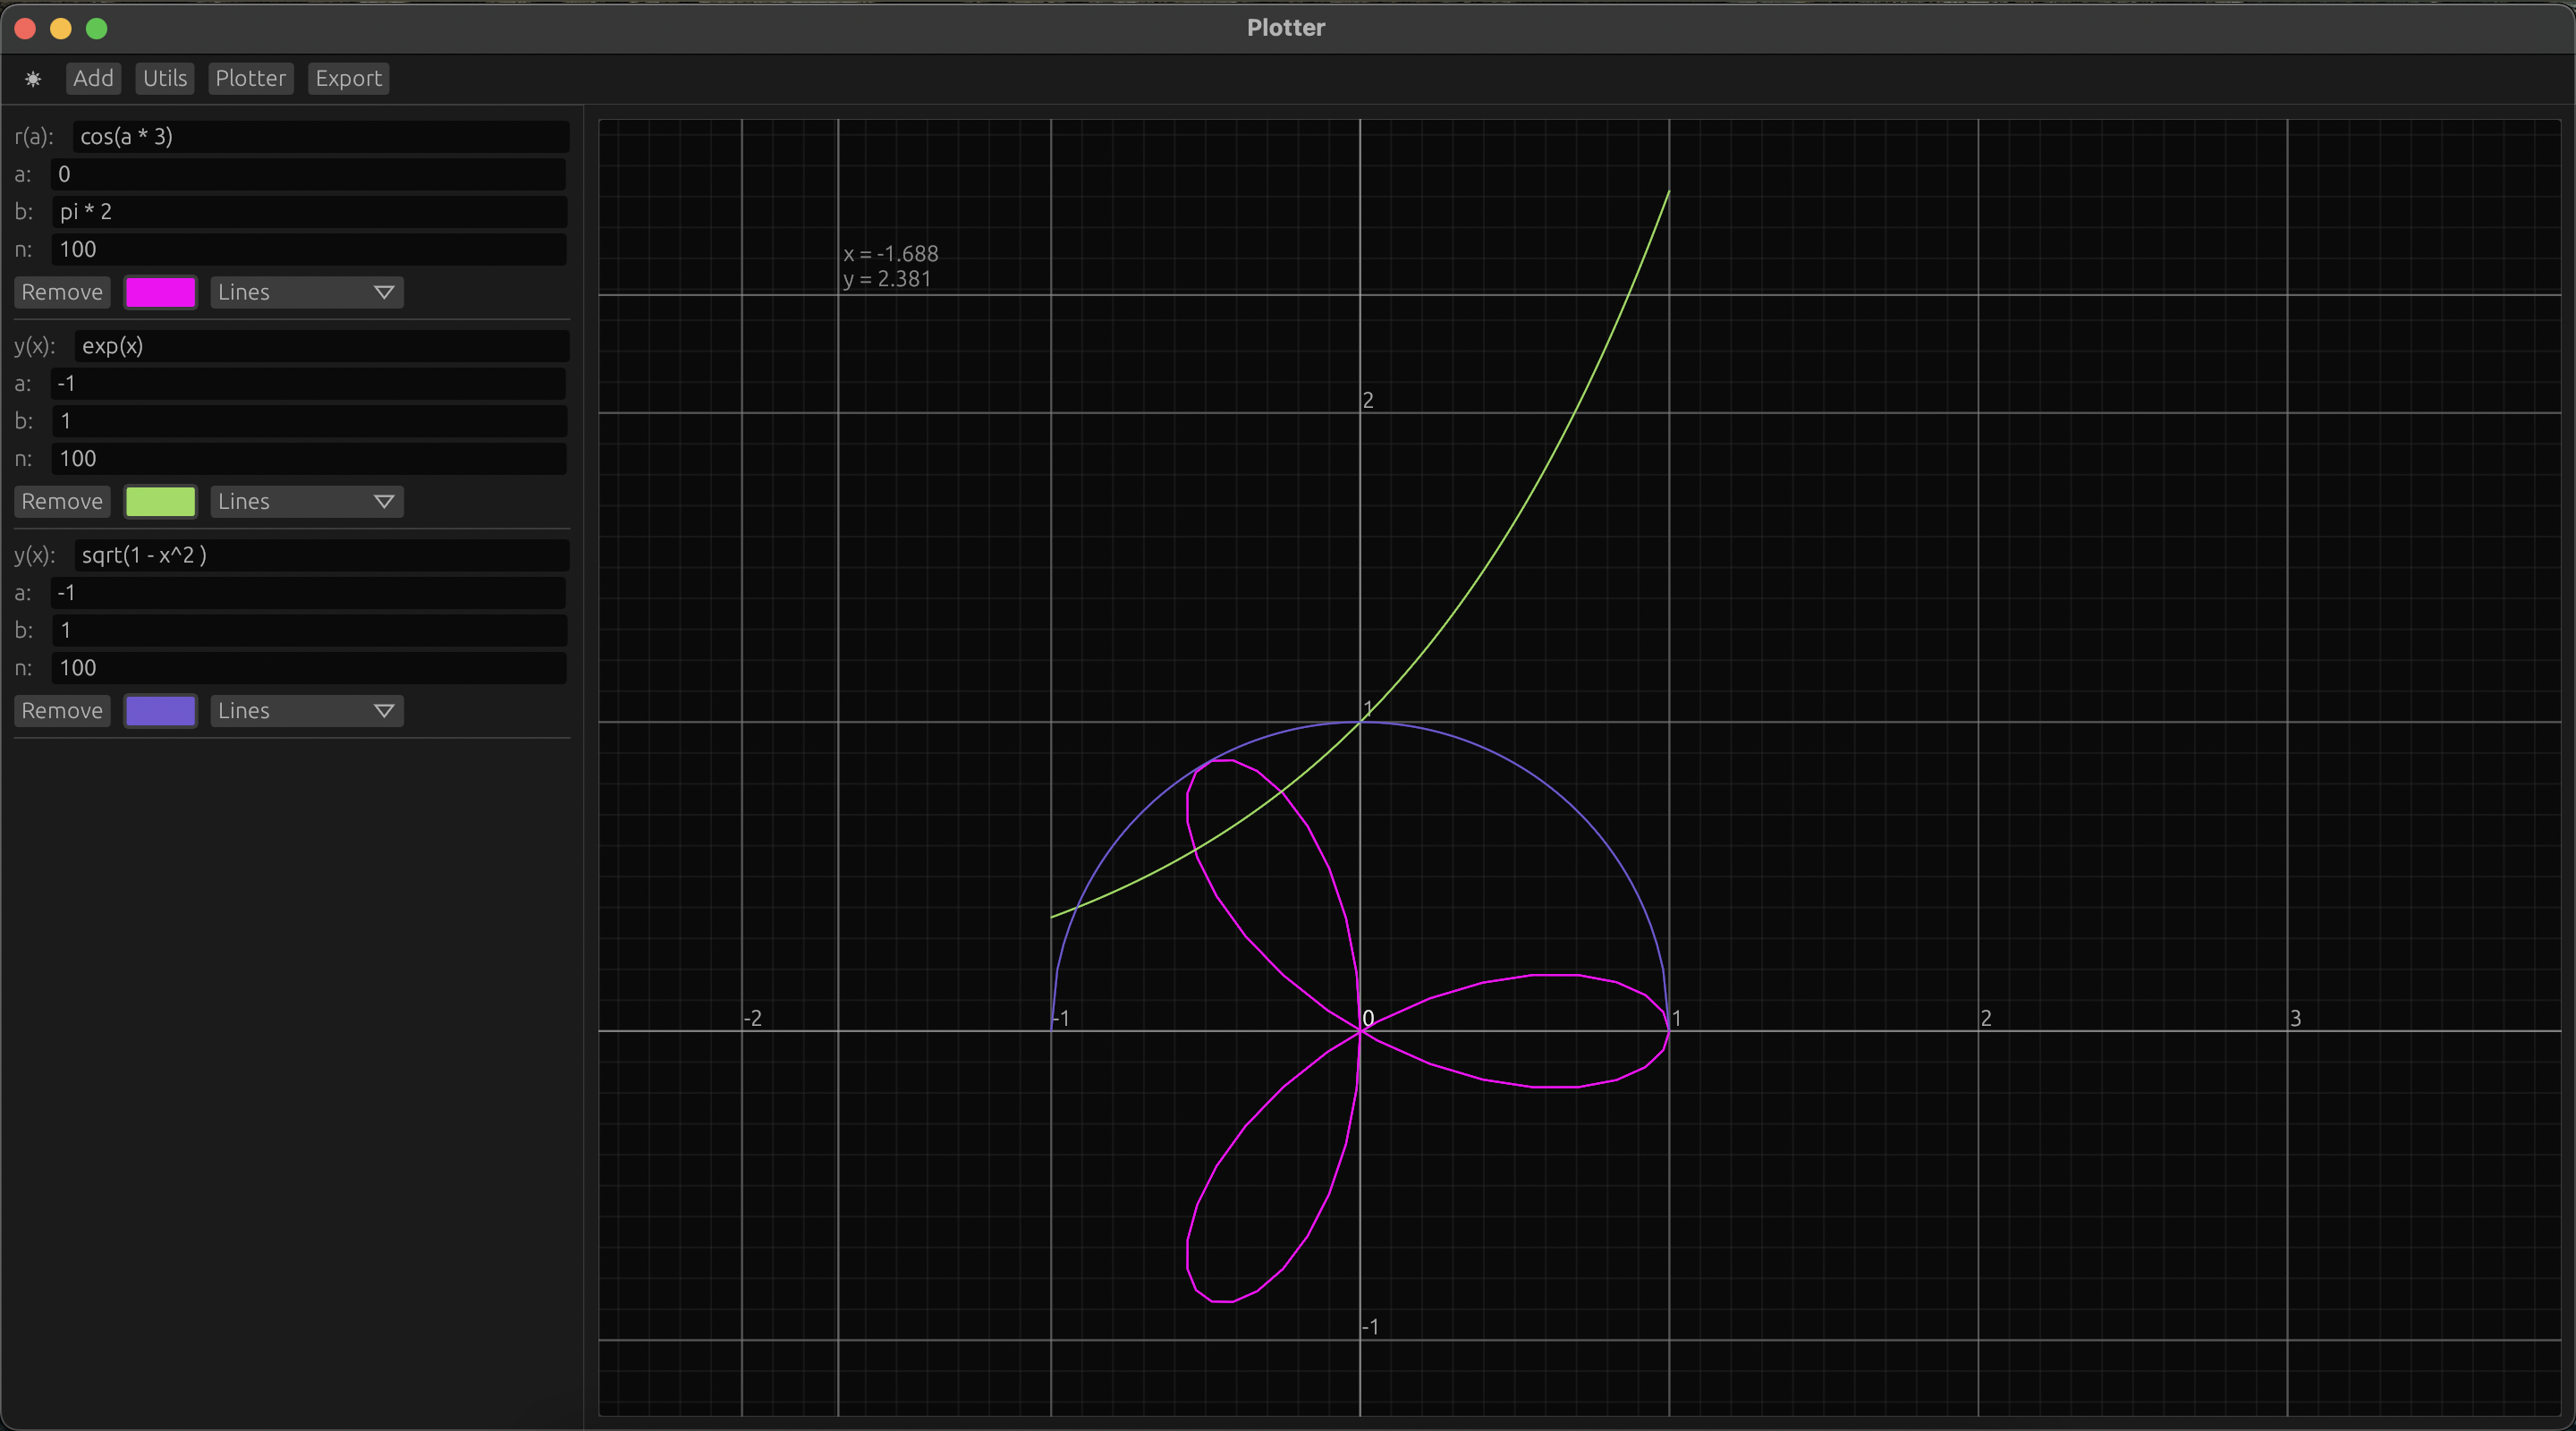 Plotter
Add Utils Plotter Export
r(a): cos(a * 3)
a: 0
b: pi * 2
n: 100
Remove Lines
y(x): exp(x)
a: -1
b: 1
n: 100
Remove Lines
y(x): sqrt(1 - x^2 )
a: -1
b: 1
n: 100
Remove Lines
x = -1.688
y = 2.381
2
1
-2 -1 0 1 2 3
-1